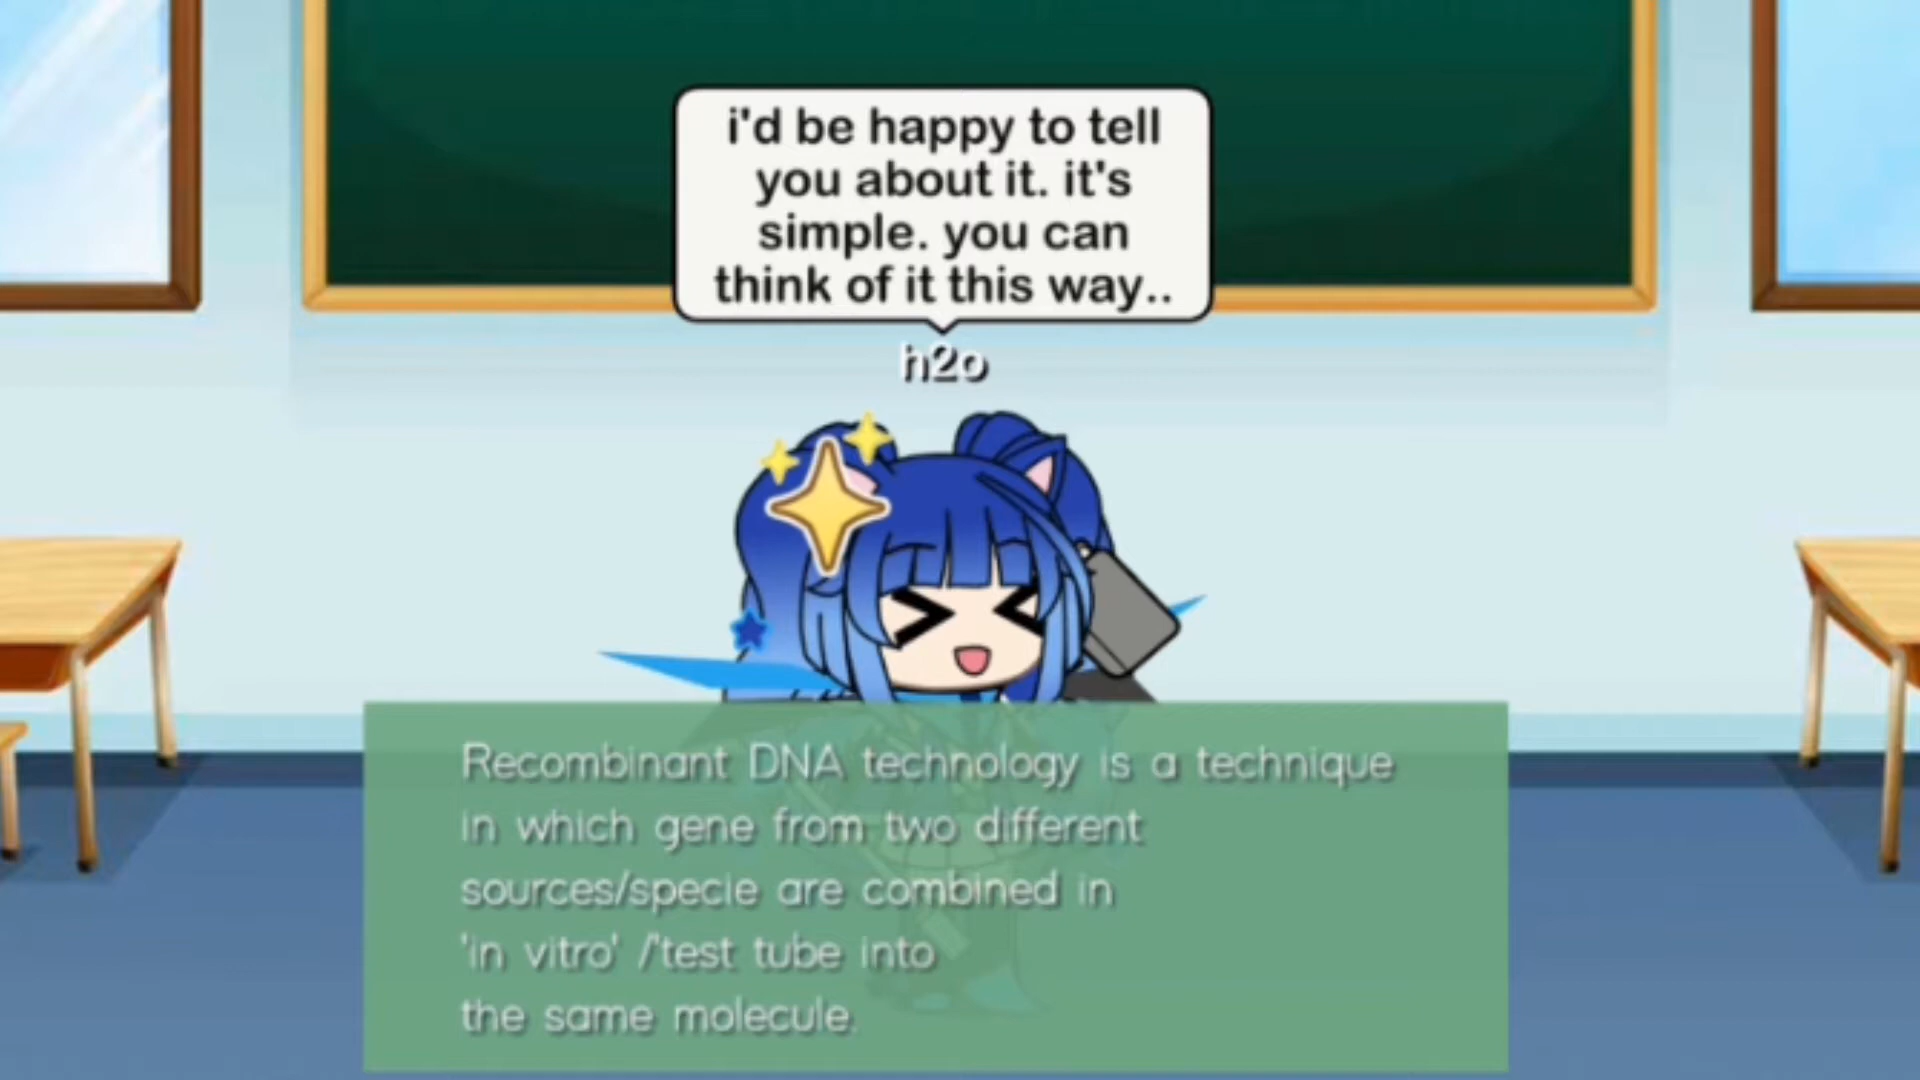 i'd be happy to tell
you about it. it's
simple. you can
think of it this way..
h2o
Recombinant DNA technology is a technique
in which gene from two different
sources/specie are combined in
'in vitro' /'test tube into
the same molecule.